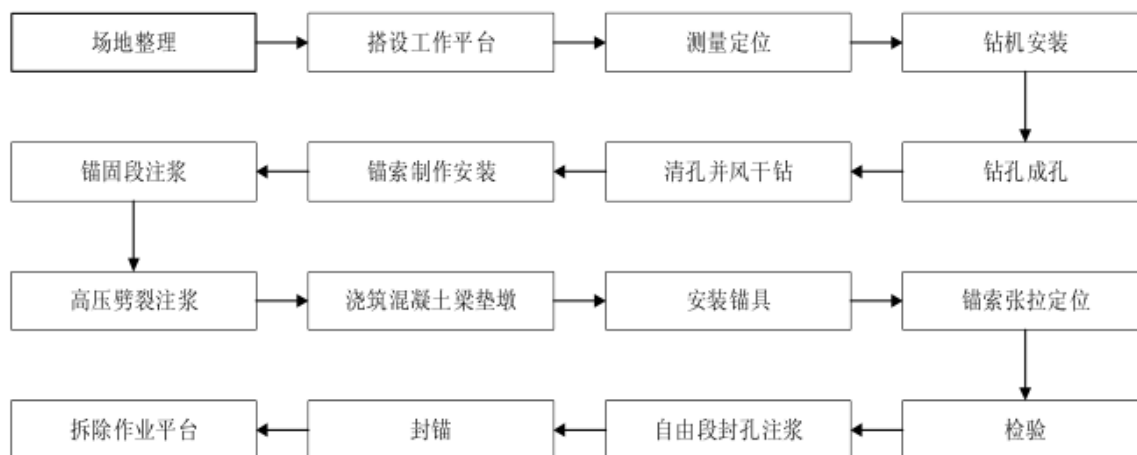 场地整理
搭设工作平台
测量定位
钻机安装
钻孔成孔
清孔并风干钻
锚索制作安装
锚固段注浆
高压劈裂注浆
浇筑混凝土梁垫墩
安装锚具
锚索张拉定位
检验
自由段封孔注浆
封锚
拆除作业平台